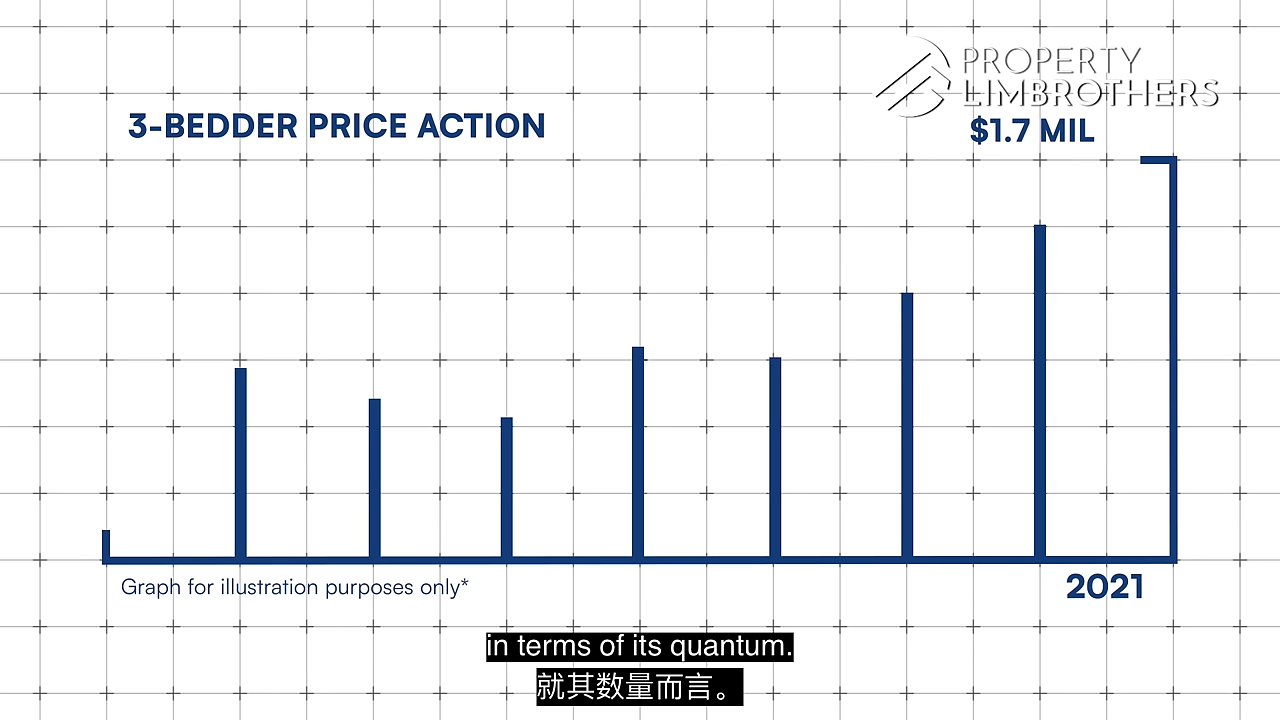 PROPERTY
LIMBROTHERS
3-BEDDER PRICE ACTION
$1.7 MIL
Graph for illustration purposes only*
2021
in terms of its quantum.
就其数量而言。